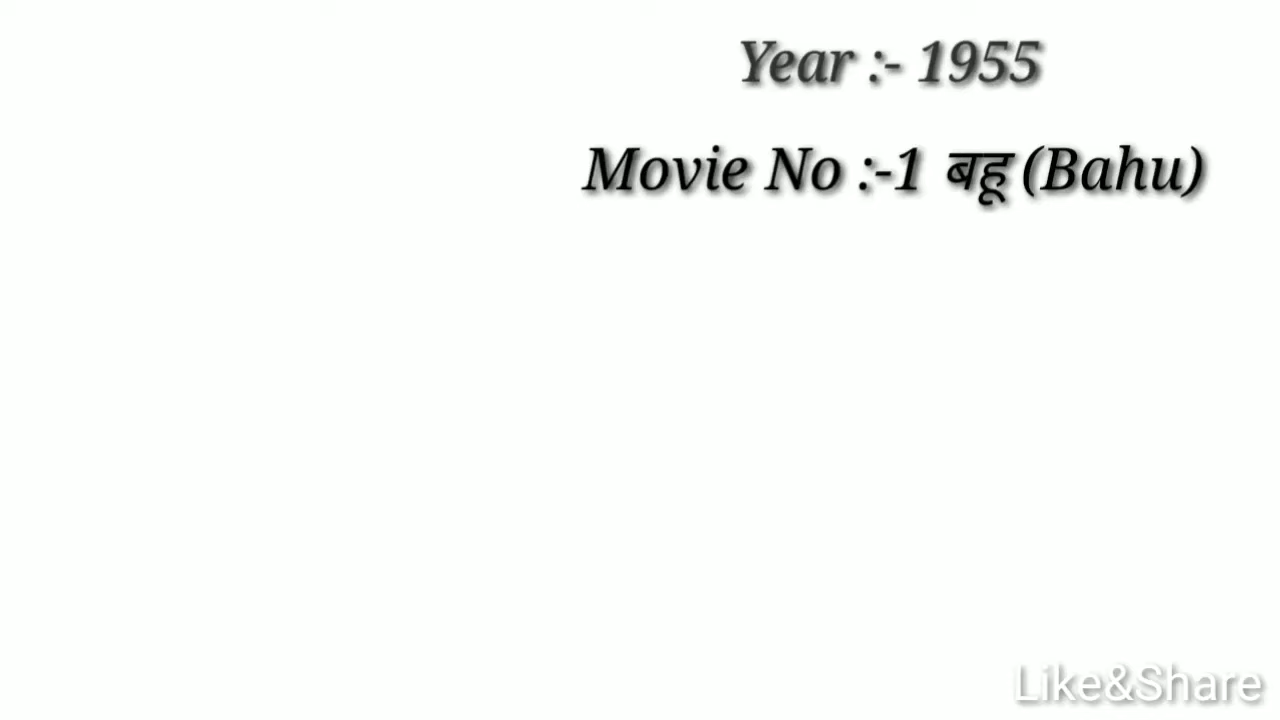 Year :- 1955
Movie No :-1 बहू (Bahu)
Like&Share